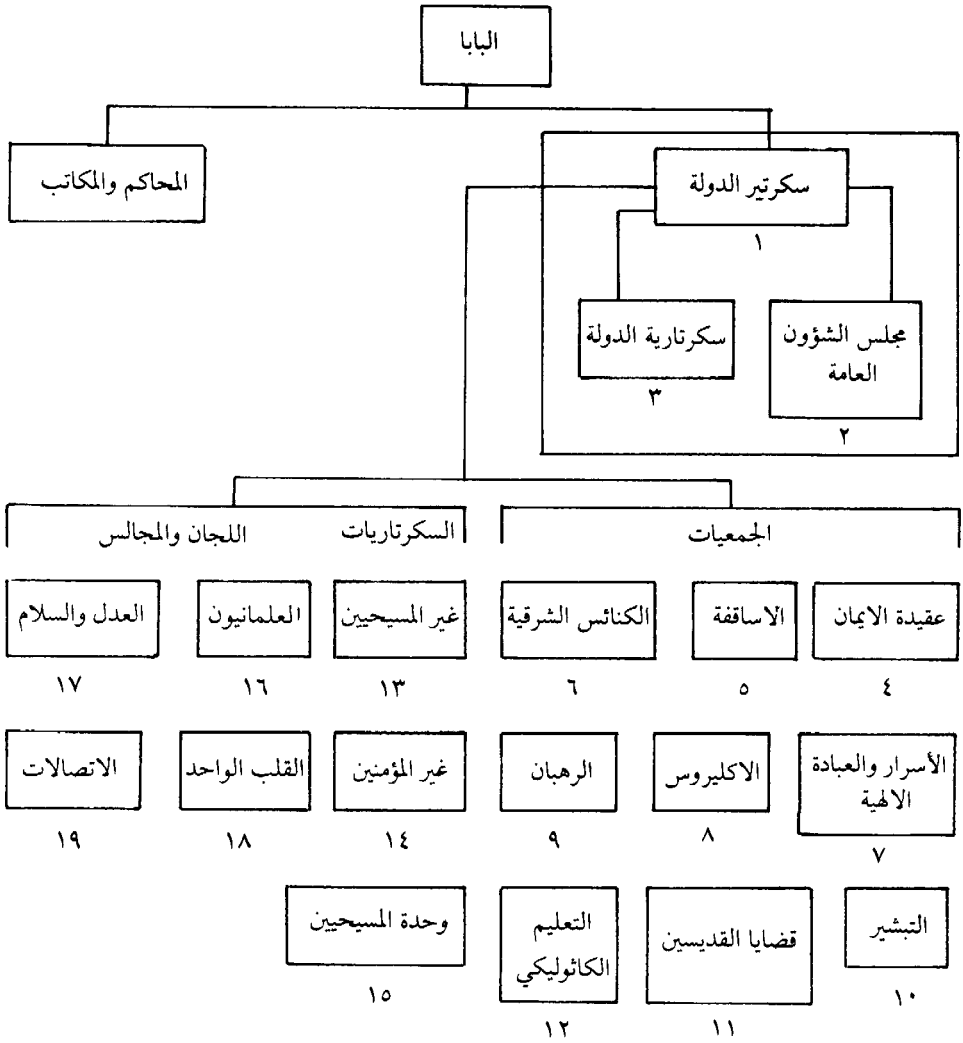 البابا
سكرتير الدولة
١
المحاكم والمكاتب
مجلس الشؤون
العامة
٢
سكرتارية الدولة
٣
الجمعيات
السكرتاريات
اللجان والمجالس
عقيدة الايمان
٤
الاساقفة
٥
الكنائس الشرقية
٦
غير المسيحيين
١٣
العلمانيون
١٦
العدل والسلام
١٧
الأسرار والعبادة
الالهية
٧
الاكليروس
٨
الرهبان
٩
غير المؤمنين
١٤
القلب الواحد
١٨
الاتصالات
١٩
التبشير
١٠
قضايا القديسين
١١
التعليم
الكاثوليكي
١٢
وحدة المسيحيين
١٥